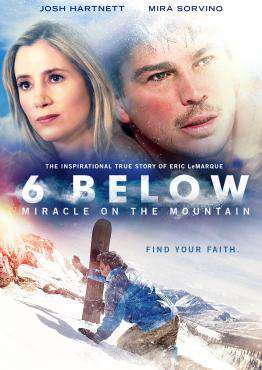 JOSH HARTNETT MIRA SORVINO
THE INSPIRATIONAL TRUE STORY OF ERIC LeMARQUE
6 BELOW
MIRACLE ON THE MOUNTAIN
FIND YOUR FAITH.